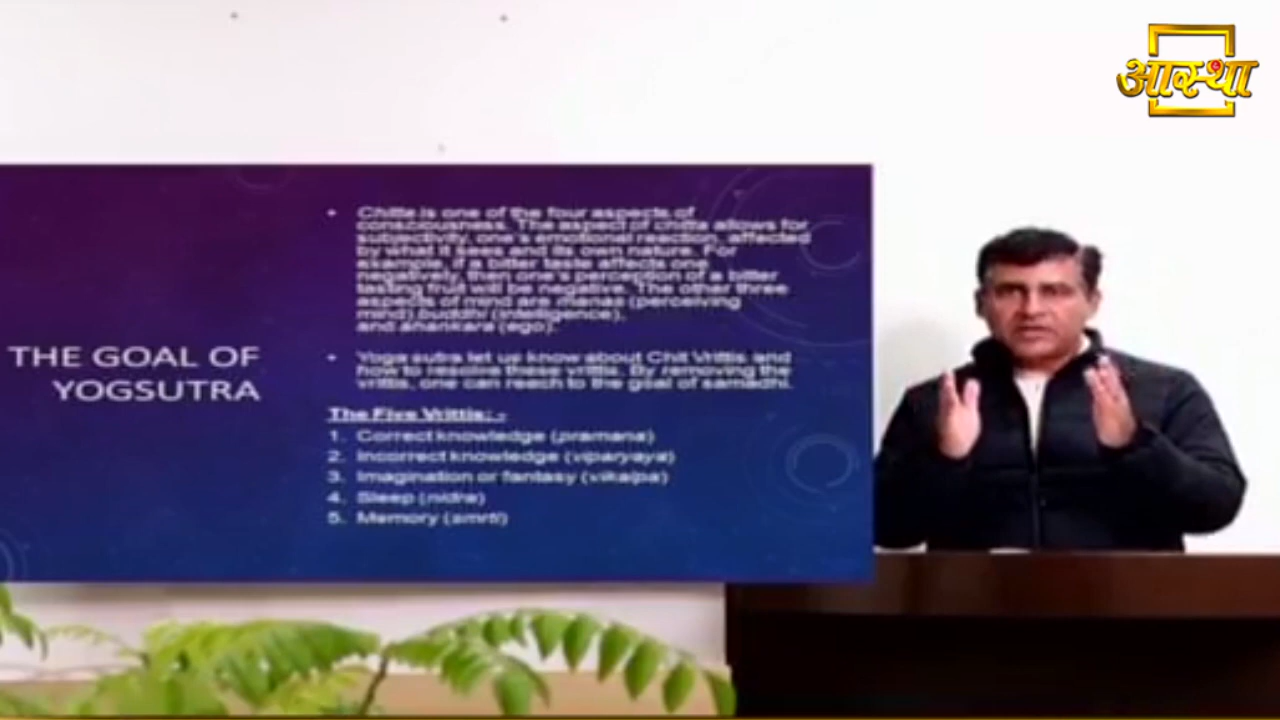 आस्था
THE GOAL OF
YOGSUTRA
• Chitta is one of the four aspects of
consciousness. The aspect of chitta allows for
subjectivity, one's emotional reaction, affected
by what it sees and its own nature. For
example, if a bitter taste affects one
negatively, then one's perception of a bitter
tasting fruit will be negative. The other three
aspects of mind are manas (perceiving
mind), buddhi (intelligence),
and ahankara (ego).
• Yoga sutra let us know about Chit Vrittis and
how to resolve these vrittis. By removing the
vrittis, one can reach to the goal of samadhi.
The Five Vrittis: -
1. Correct knowledge (pramana)
2. Incorrect knowledge (viparyaya)
3. Imagination or fantasy (vikalpa)
4. Sleep (nidra)
5. Memory (smrti)